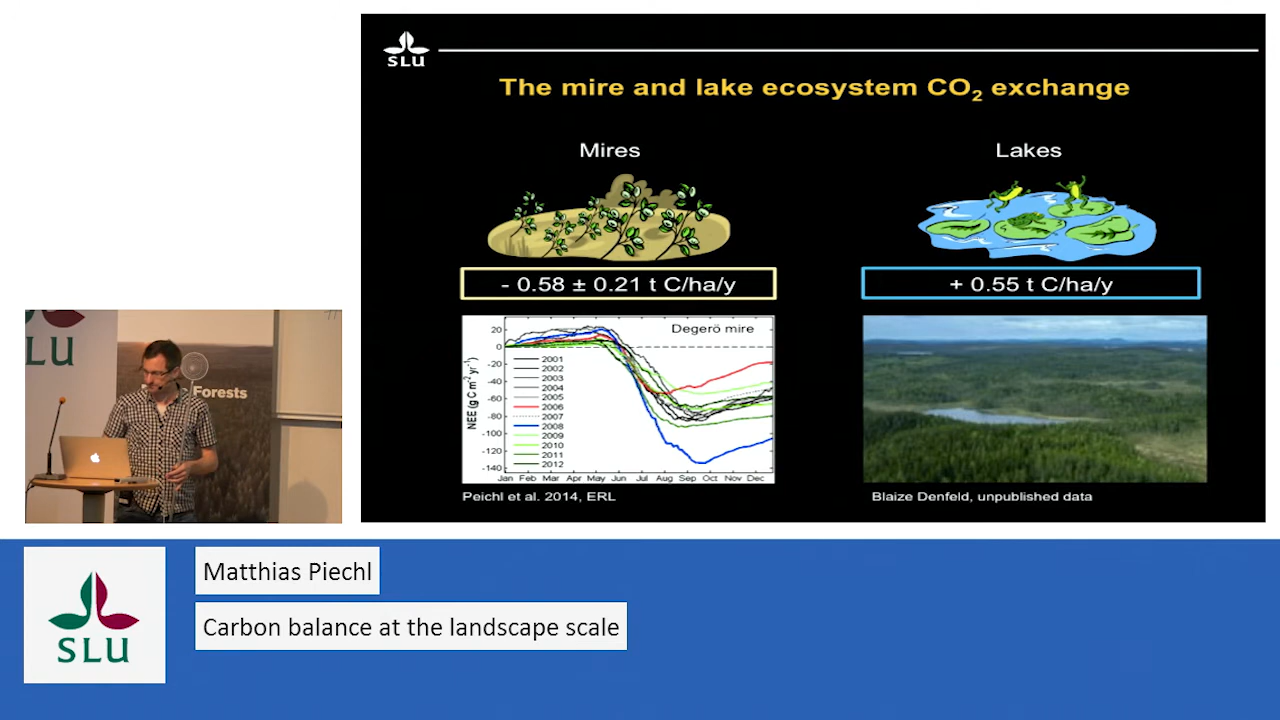 SLU
The mire and lake ecosystem CO₂ exchange
Mires
Lakes
- 0.58 ± 0.21 t C/ha/y
+ 0.55 t C/ha/y
Degerö mire
NEE (g C m⁻² yr⁻¹)
20
0
-20
-40
-60
-80
-100
-120
-140
2001
2002
2003
2004
2005
2006
2007
2008
2009
2010
2011
2012
Jan Feb Mar Apr May Jun Jul Aug Sep Oct Nov Dec
Peichl et al. 2014, ERL
Blaize Denfeld, unpublished data
LU
Forests
Matthias Piechl
Carbon balance at the landscape scale
SLU